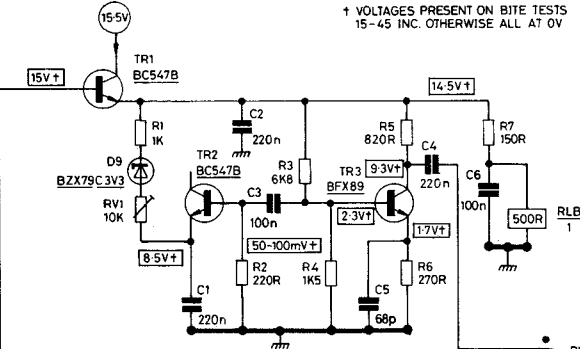 † VOLTAGES PRESENT ON BITE TESTS
15-45 INC. OTHERWISE ALL AT 0V
15·5V
TR1
BC547B
15V†
14·5V†
R1
1K
C2
220n
R5
820R
R7
150R
D9
BZX79C3V3
TR2
BC547B
R3
6K8
TR3
BFX89
9·3V†
C4
220n
C6
100n
RV1
10K
C3
100n
2·3V†
500R
RLB
1
1·7V†
8·5V†
50-100mV†
C1
220n
R2
220R
R4
1K5
C5
68p
R6
270R